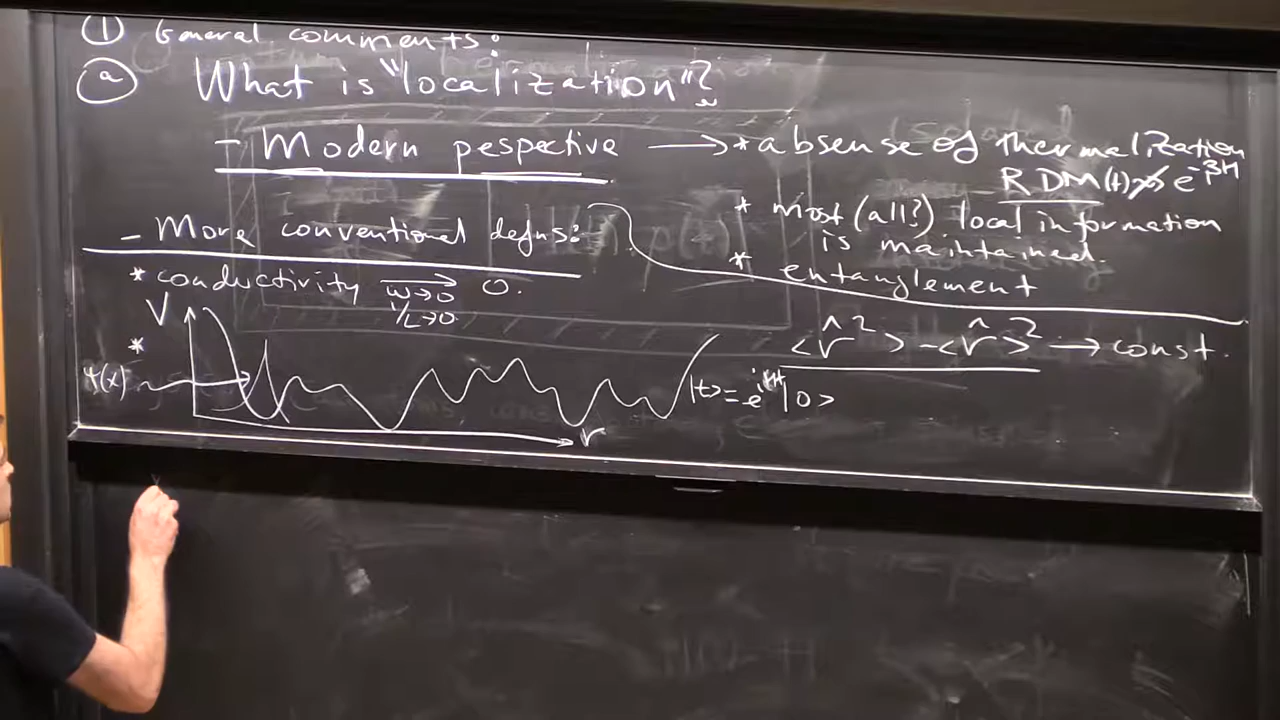 ① General comments:
ⓐ What is "localization"?
- Modern pespective → * absense of thermalization
RDM(t) ↛ e^{-βH}
* most (all?) local information
is maintained.
* entanglement
- More conventional defns:
* conductivity → 0.
ω→0
1/L→0
V
*
ψ(x)
r
<r̂²> - <r̂>² → const.
|t> = e^{iHt}|0>